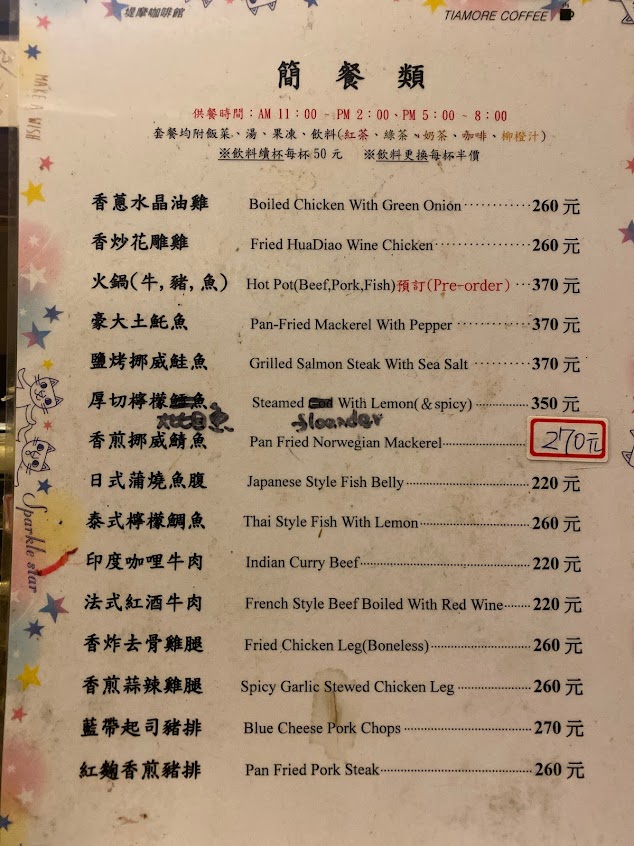 堤摩咖啡館 TIAMORE COFFEE
MAKE A WISH
簡餐類
供餐時間：AM 11：00 ~ PM 2：00、PM 5：00 ~ 8：00
套餐均附飯菜、湯、果凍、飲料(紅茶、綠茶、奶茶、咖啡、柳橙汁)
※飲料續杯每杯50元 ※飲料更換每杯半價
香蔥水晶油雞 Boiled Chicken With Green Onion 260元
香炒花雕雞 Fried HuaDiao Wine Chicken 260元
火鍋(牛,豬,魚) Hot Pot(Beef,Pork,Fish)預訂(Pre-order) 370元
豪大土魠魚 Pan-Fried Mackerel With Pepper 370元
鹽烤挪威鮭魚 Grilled Salmon Steak With Sea Salt 370元
厚切檸檬魚 Steamed With Lemon(&spicy) 350元
比目魚 floander
香煎挪威鯖魚 Pan Fried Norwegian Mackerel 270元
日式蒲燒魚腹 Japanese Style Fish Belly 220元
泰式檸檬鯛魚 Thai Style Fish With Lemon 260元
印度咖哩牛肉 Indian Curry Beef 220元
法式紅酒牛肉 French Style Beef Boiled With Red Wine 220元
香炸去骨雞腿 Fried Chicken Leg(Boneless) 260元
香煎蒜辣雞腿 Spicy Garlic Stewed Chicken Leg 260元
藍帶起司豬排 Blue Cheese Pork Chops 270元
紅麴香煎豬排 Pan Fried Pork Steak 260元
Sparkle star